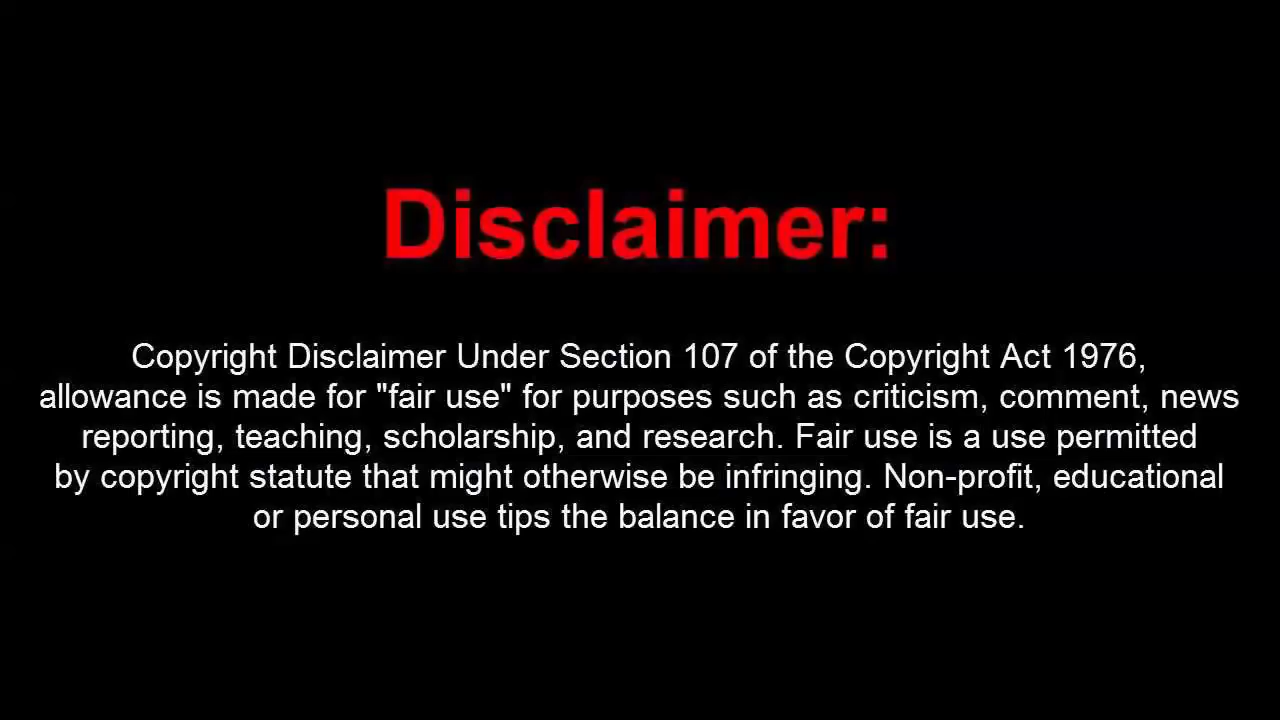 Disclaimer:
Copyright Disclaimer Under Section 107 of the Copyright Act 1976,
allowance is made for "fair use" for purposes such as criticism, comment, news
reporting, teaching, scholarship, and research. Fair use is a use permitted
by copyright statute that might otherwise be infringing. Non-profit, educational
or personal use tips the balance in favor of fair use.